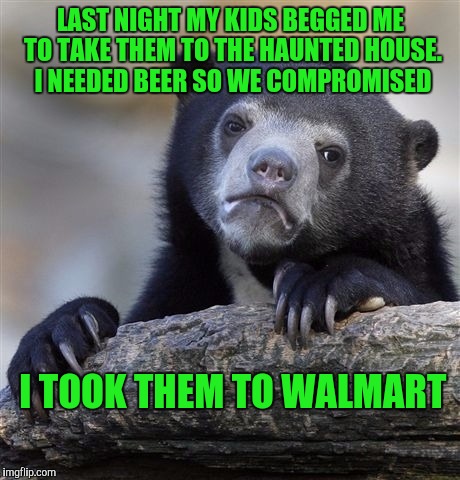 LAST NIGHT MY KIDS BEGGED ME
TO TAKE THEM TO THE HAUNTED HOUSE.
I NEEDED BEER SO WE COMPROMISED
I TOOK THEM TO WALMART
imgflip.com